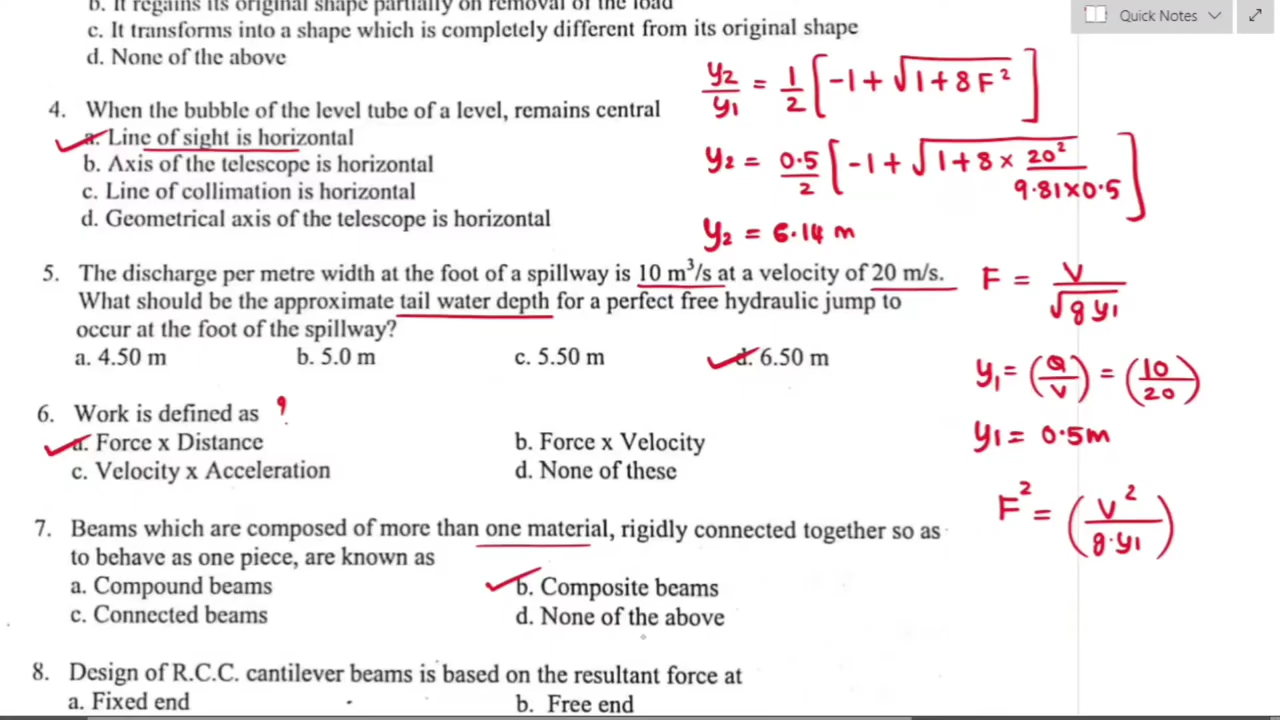 b. It regains its original shape partially on removal of the load
c. It transforms into a shape which is completely different from its original shape
d. None of the above
4. When the bubble of the level tube of a level, remains central
a. Line of sight is horizontal
b. Axis of the telescope is horizontal
c. Line of collimation is horizontal
d. Geometrical axis of the telescope is horizontal
5. The discharge per metre width at the foot of a spillway is 10 m³/s at a velocity of 20 m/s.
What should be the approximate tail water depth for a perfect free hydraulic jump to
occur at the foot of the spillway?
a. 4.50 m b. 5.0 m c. 5.50 m d. 6.50 m
6. Work is defined as ?
a. Force x Distance b. Force x Velocity
c. Velocity x Acceleration d. None of these
7. Beams which are composed of more than one material, rigidly connected together so as
to behave as one piece, are known as
a. Compound beams b. Composite beams
c. Connected beams d. None of the above
8. Design of R.C.C. cantilever beams is based on the resultant force at
a. Fixed end b. Free end
Quick Notes
y2/y1 = 1/2 [-1 + √1+8F²]
y2 = 0.5/2 [-1 + √1+8 × 20²/9.81×0.5]
y2 = 6.14 m
F = V/√g y1
y1 = (Q/V) = (10/20)
y1 = 0.5m
F² = (V²/g·y1)